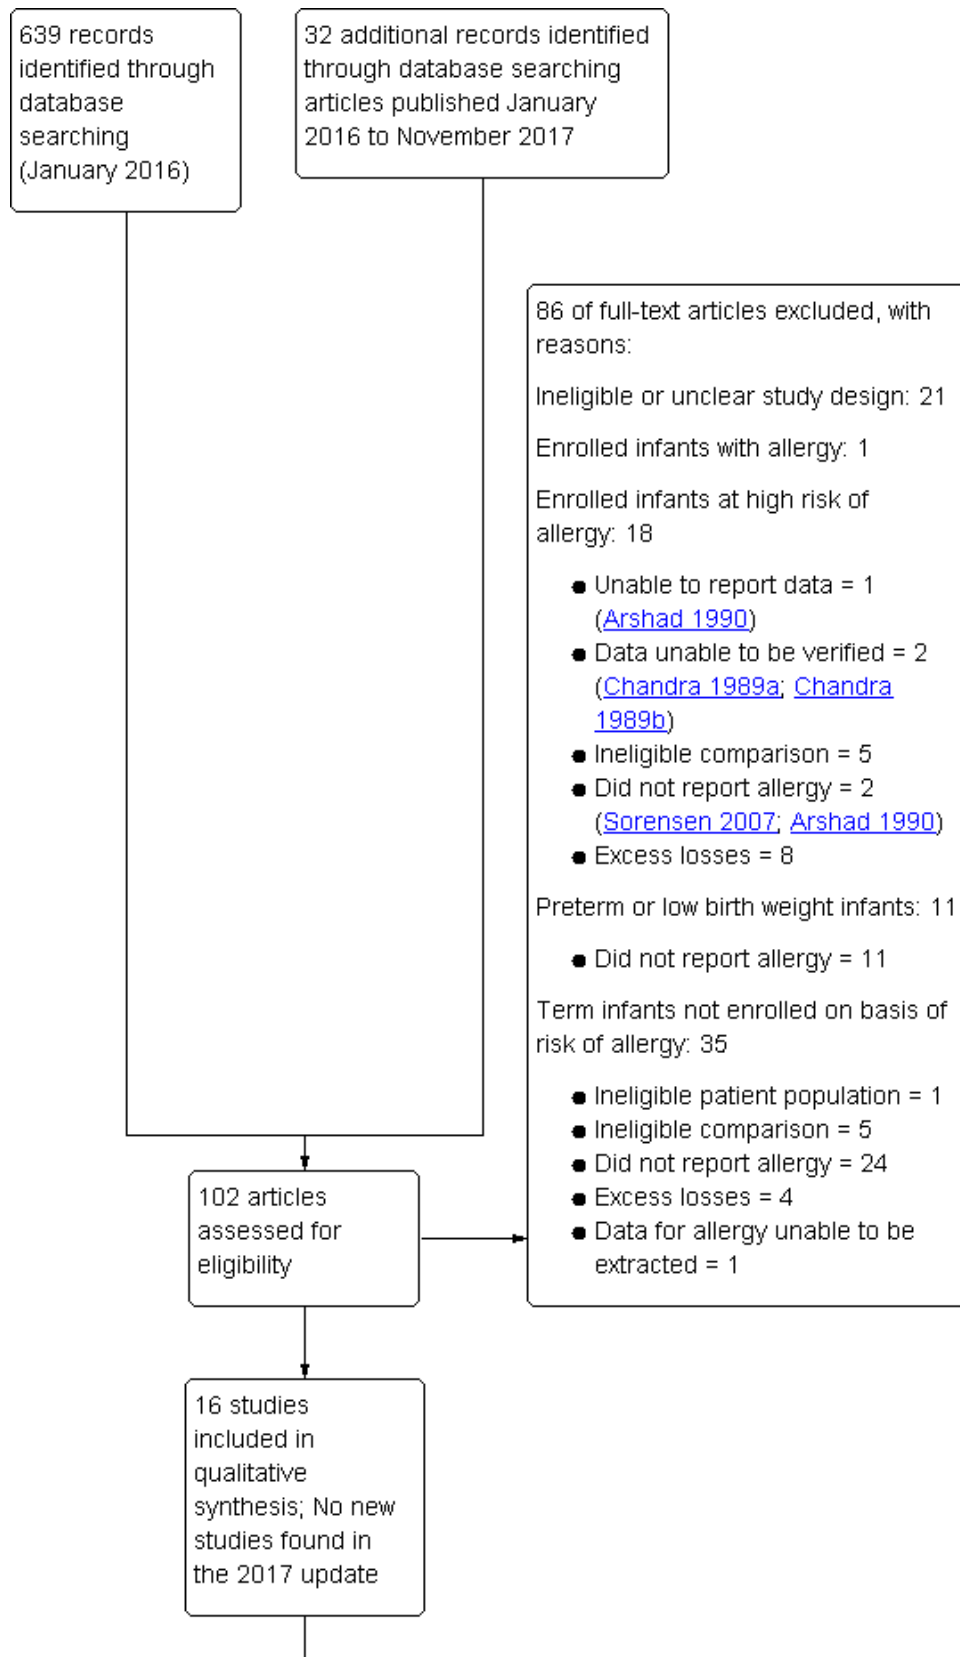 639 records
identified through
database
searching
(January 2016)
32 additional records identified
through database searching
articles published January
2016 to November 2017
86 of full-text articles excluded, with
reasons:
Ineligible or unclear study design: 21
Enrolled infants with allergy: 1
Enrolled infants at high risk of
allergy: 18
● Unable to report data = 1
(Arshad 1990)
● Data unable to be verified = 2
(Chandra 1989a; Chandra
1989b)
● Ineligible comparison = 5
● Did not report allergy = 2
(Sorensen 2007; Arshad 1990)
● Excess losses = 8
Preterm or low birth weight infants: 11
● Did not report allergy = 11
Term infants not enrolled on basis of
risk of allergy: 35
● Ineligible patient population = 1
● Ineligible comparison = 5
● Did not report allergy = 24
● Excess losses = 4
● Data for allergy unable to be
extracted = 1
102 articles
assessed for
eligibility
16 studies
included in
qualitative
synthesis; No new
studies found in
the 2017 update